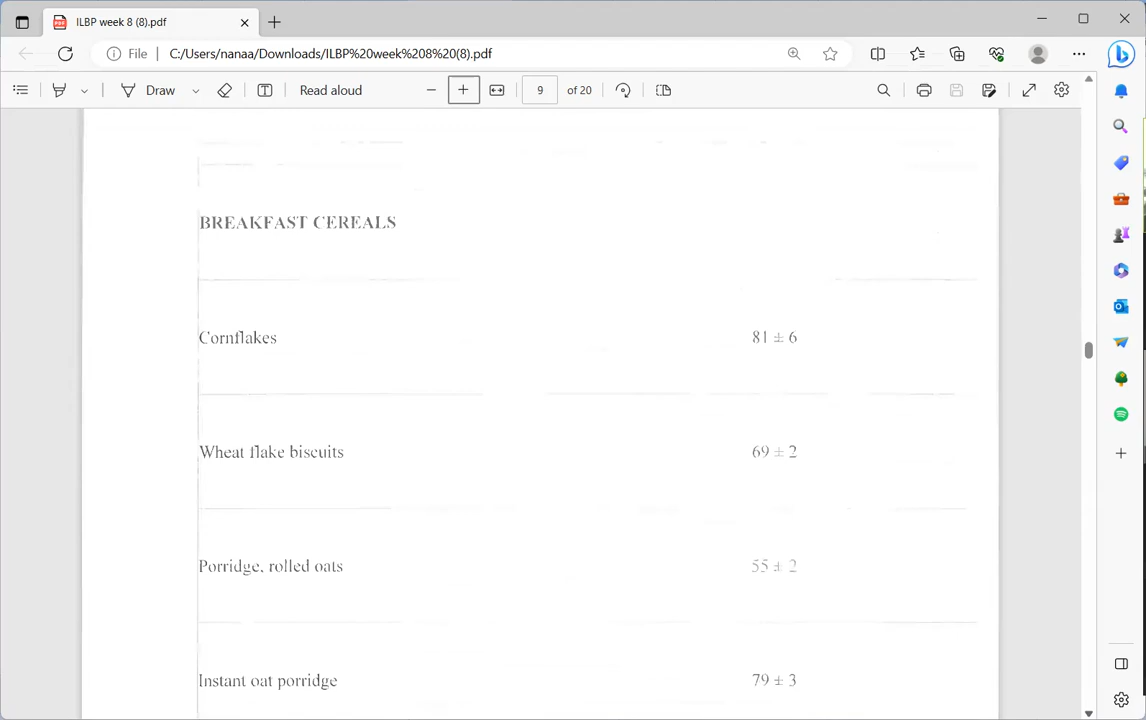 ILBP week 8 (8).pdf
File C:/Users/nanaa/Downloads/ILBP%20week%208%20(8).pdf
Draw Read aloud 9 of 20
BREAKFAST CEREALS
Cornflakes 81 ± 6
Wheat flake biscuits 69 ± 2
Porridge, rolled oats 55 ± 2
Instant oat porridge 79 ± 3